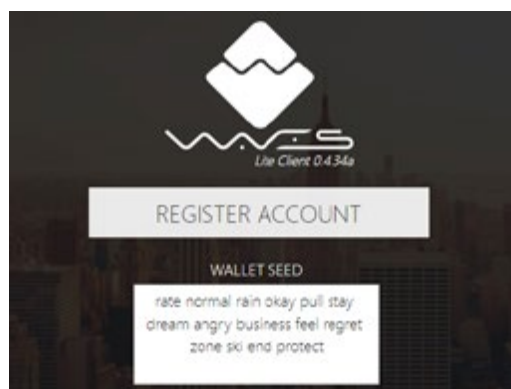 WAVES
Lite Client 0.4.34a
REGISTER ACCOUNT
WALLET SEED
rate normal rain okay pull stay
dream angry business feel regret
zone ski end protect